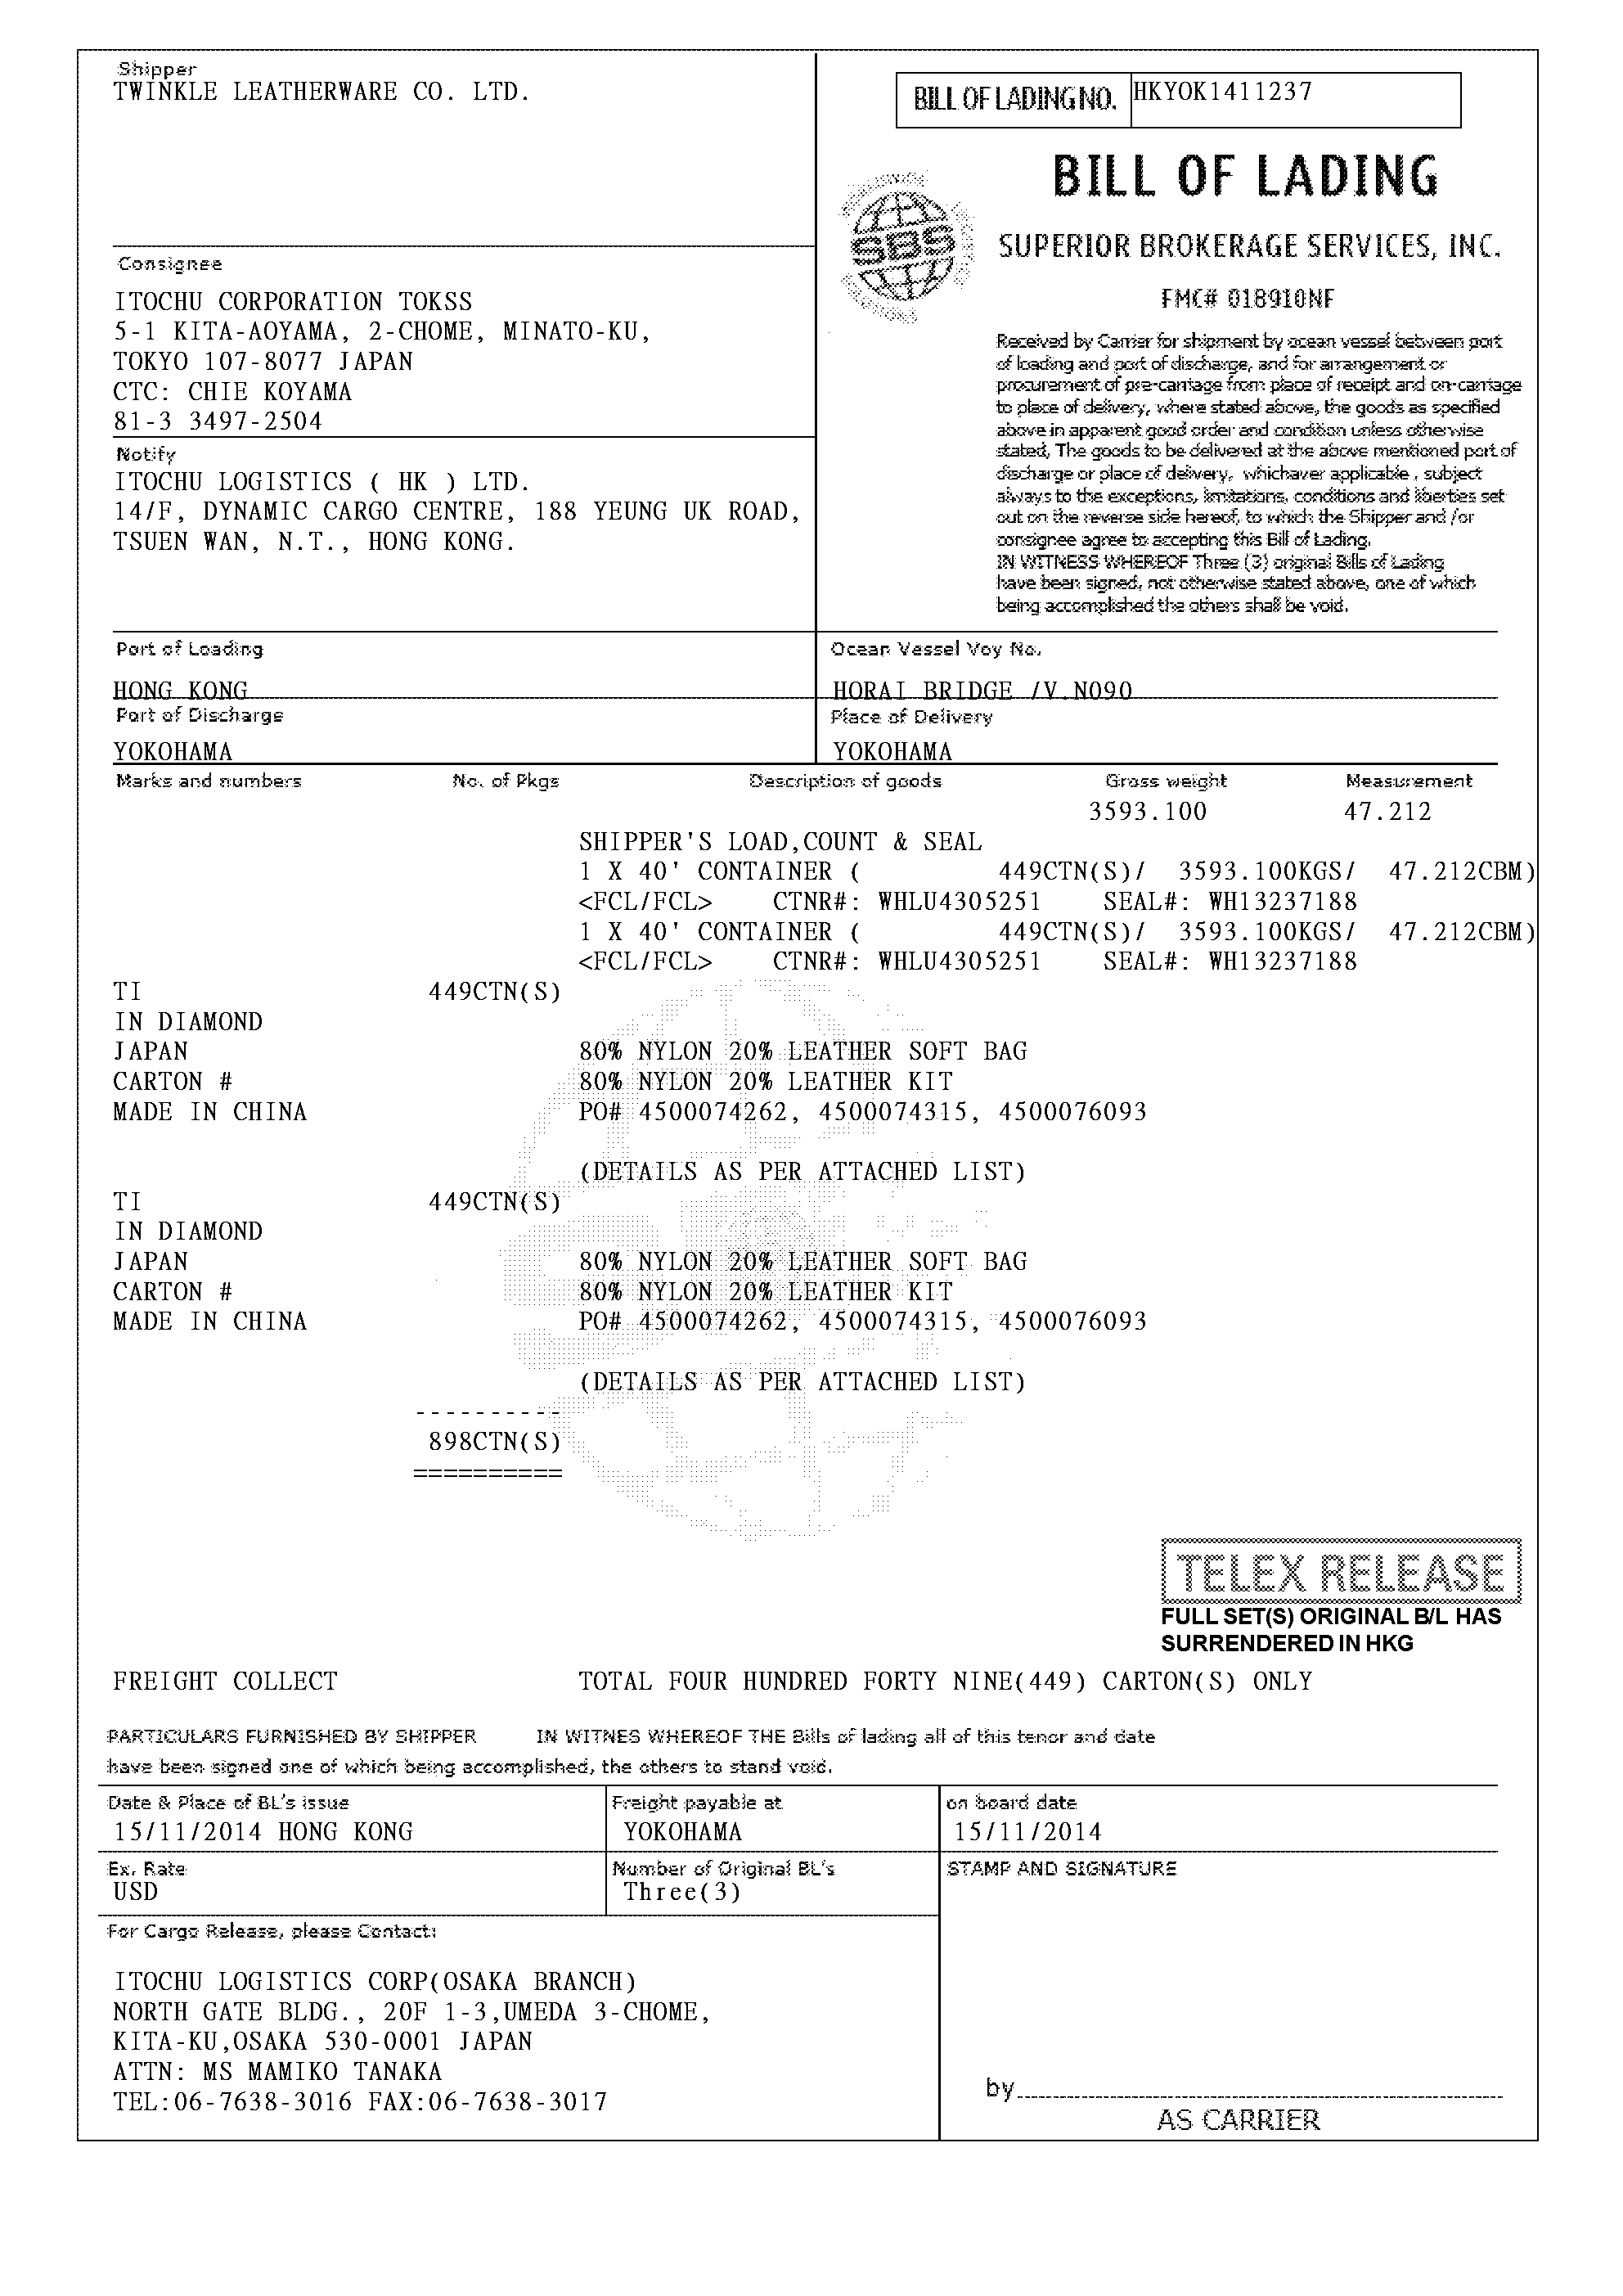 Shipper
TWINKLE LEATHERWARE CO. LTD.
BILL OF LADING NO. HKYOK1411237
BILL OF LADING
SBS
SUPERIOR BROKERAGE SERVICES, INC.
FMC# 018910NF
Consignee
ITOCHU CORPORATION TOKSS
5-1 KITA-AOYAMA, 2-CHOME, MINATO-KU,
TOKYO 107-8077 JAPAN
CTC: CHIE KOYAMA
81-3 3497-2504
Notify
ITOCHU LOGISTICS ( HK ) LTD.
14/F, DYNAMIC CARGO CENTRE, 188 YEUNG UK ROAD,
TSUEN WAN, N.T., HONG KONG.
Received by Carrier for shipment by ocean vessel between port
of loading and port of discharge, and for arrangement or
procurement of pre-carriage from place of receipt and on-carriage
to place of delivery, where stated above, the goods as specified
above in apparent good order and condition unless otherwise
stated, The goods to be delivered at the above mentioned port of
discharge or place of delivery, whichaver applicable , subject
always to the exceptions, limitations, conditions and liberties set
out on the reverse side hereof, to which the Shipper and /or
consignee agree to accepting this Bill of Lading.
IN WITNESS WHEREOF Three (3) original Bills of Lading
have been signed, not otherwise stated above, one of which
being accomplished the others shall be void.
Port of Loading
HONG KONG
Ocean Vessel Voy No.
HORAI BRIDGE /V.N090
Port of Discharge
YOKOHAMA
Place of Delivery
YOKOHAMA
Marks and numbers No. of Pkgs Description of goods Gross weight Measurement
3593.100 47.212
SHIPPER'S LOAD,COUNT & SEAL
1 X 40' CONTAINER ( 449CTN(S)/ 3593.100KGS/ 47.212CBM)
<FCL/FCL> CTNR#: WHLU4305251 SEAL#: WH13237188
1 X 40' CONTAINER ( 449CTN(S)/ 3593.100KGS/ 47.212CBM)
<FCL/FCL> CTNR#: WHLU4305251 SEAL#: WH13237188
TI 449CTN(S)
IN DIAMOND
JAPAN 80% NYLON 20% LEATHER SOFT BAG
CARTON # 80% NYLON 20% LEATHER KIT
MADE IN CHINA PO# 4500074262, 4500074315, 4500076093
(DETAILS AS PER ATTACHED LIST)
TI 449CTN(S)
IN DIAMOND
JAPAN 80% NYLON 20% LEATHER SOFT BAG
CARTON # 80% NYLON 20% LEATHER KIT
MADE IN CHINA PO# 4500074262, 4500074315, 4500076093
(DETAILS AS PER ATTACHED LIST)
----------
898CTN(S)
==========
TELEX RELEASE
FULL SET(S) ORIGINAL B/L HAS
SURRENDERED IN HKG
FREIGHT COLLECT TOTAL FOUR HUNDRED FORTY NINE(449) CARTON(S) ONLY
PARTICULARS FURNISHED BY SHIPPER IN WITNES WHEREOF THE Bills of lading all of this tenor and date
have been signed one of which being accomplished, the others to stand void.
Date & Place of BL's issue
15/11/2014 HONG KONG
Freight payable at
YOKOHAMA
on board date
15/11/2014
Ex. Rate
USD
Number of Original BL's
Three(3)
STAMP AND SIGNATURE
For Cargo Release, please Contact:
ITOCHU LOGISTICS CORP(OSAKA BRANCH)
NORTH GATE BLDG., 20F 1-3,UMEDA 3-CHOME,
KITA-KU,OSAKA 530-0001 JAPAN
ATTN: MS MAMIKO TANAKA
TEL:06-7638-3016 FAX:06-7638-3017
by
AS CARRIER